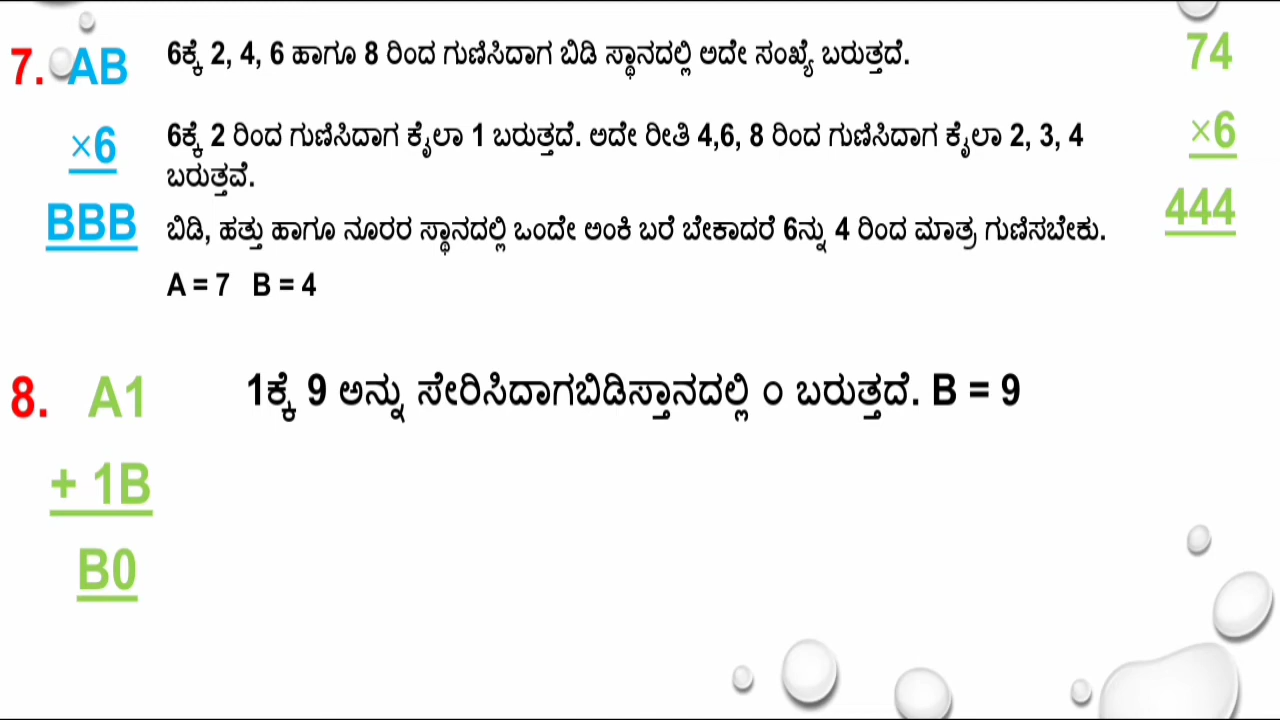 7. AB
×6
BBB
6ಕ್ಕೆ 2, 4, 6 ಹಾಗೂ 8 ರಿಂದ ಗುಣಿಸಿದಾಗ ಬಿಡಿ ಸ್ಥಾನದಲ್ಲಿ ಅದೇ ಸಂಖ್ಯೆ ಬರುತ್ತದೆ.
6ಕ್ಕೆ 2 ರಿಂದ ಗುಣಿಸಿದಾಗ ಕೈಲಾ 1 ಬರುತ್ತದೆ. ಅದೇ ರೀತಿ 4,6, 8 ರಿಂದ ಗುಣಿಸಿದಾಗ ಕೈಲಾ 2, 3, 4
ಬರುತ್ತವೆ.
ಬಿಡಿ, ಹತ್ತು ಹಾಗೂ ನೂರರ ಸ್ಥಾನದಲ್ಲಿ ಒಂದೇ ಅಂಕಿ ಬರೆ ಬೇಕಾದರೆ 6ನ್ನು 4 ರಿಂದ ಮಾತ್ರ ಗುಣಿಸಬೇಕು.
A = 7 B = 4
74
×6
444
8. A1
+ 1B
B0
1ಕ್ಕೆ 9 ಅನ್ನು ಸೇರಿಸಿದಾಗಬಿಡಿಸ್ತಾನದಲ್ಲಿ ೦ ಬರುತ್ತದೆ. B = 9